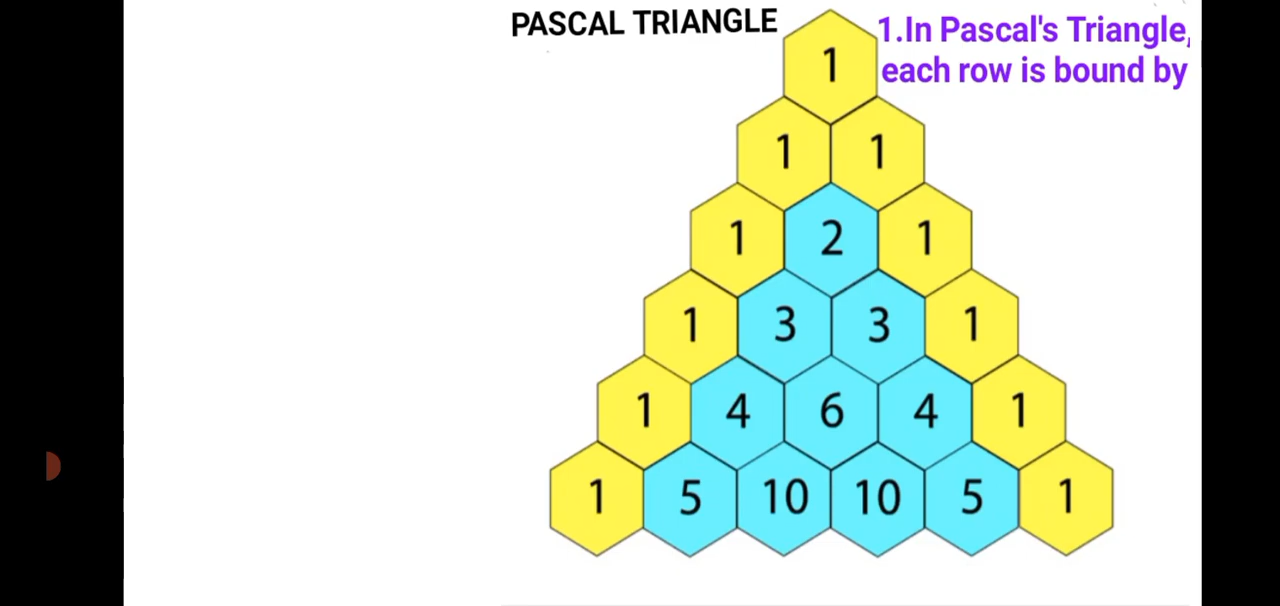 PASCAL TRIANGLE
1.In Pascal's Triangle,
each row is bound by
1
1 1
1 2 1
1 3 3 1
1 4 6 4 1
1 5 10 10 5 1